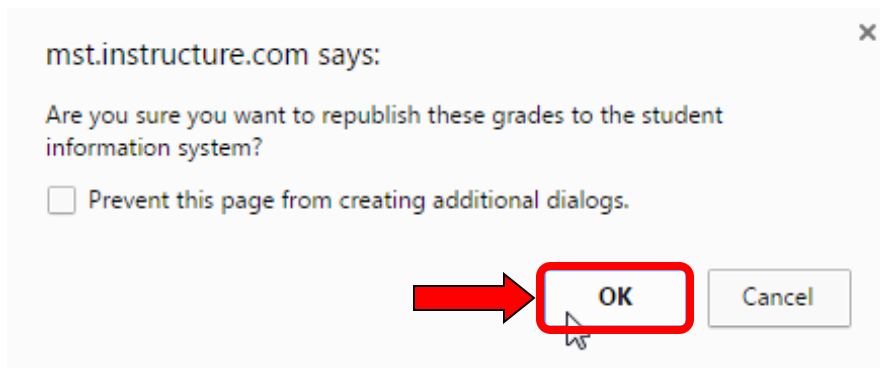 mst.instructure.com says:
Are you sure you want to republish these grades to the student
information system?
Prevent this page from creating additional dialogs.
OK
Cancel